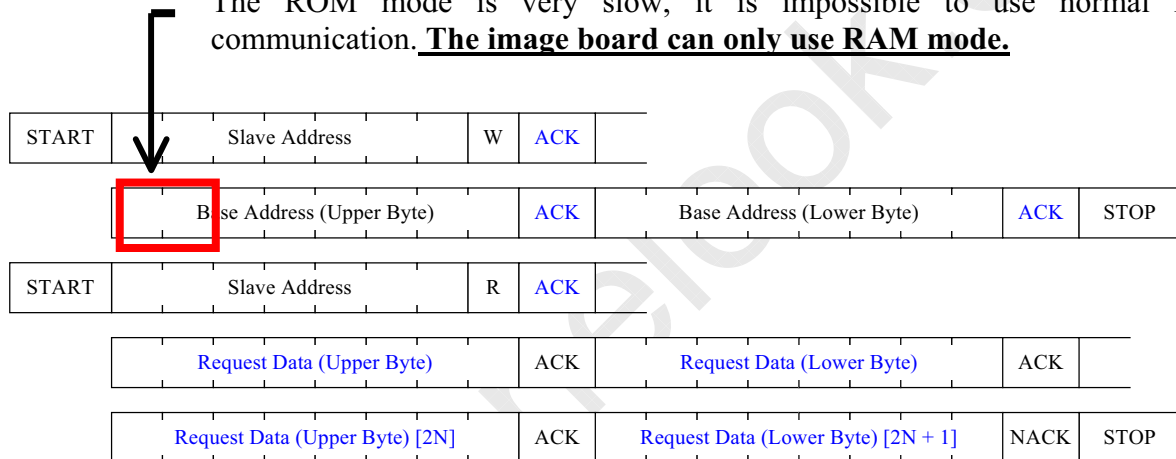 The ROM mode is very slow, it is impossible to use normal
communication. The image board can only use RAM mode.
START Slave Address W ACK
Base Address (Upper Byte) ACK Base Address (Lower Byte) ACK STOP
START Slave Address R ACK
Request Data (Upper Byte) ACK Request Data (Lower Byte) ACK
Request Data (Upper Byte) [2N] ACK Request Data (Lower Byte) [2N + 1] NACK STOP